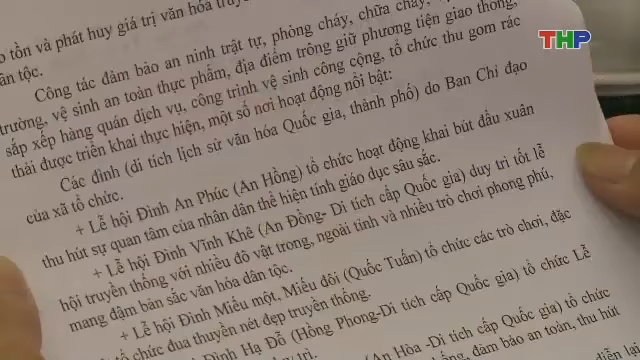 o tồn và phát huy giá trị văn hóa
ân tộc.
THP
Công tác đảm bảo an ninh trật tự, phòng cháy, chữa cháy,
trường, vệ sinh an toàn thực phẩm, địa điểm trông giữ phương tiện giao thông,
sắp xếp hàng quán dịch vụ, công trình vệ sinh công cộng, tổ chức thu gom rác
thải được triển khai thực hiện, một số nơi hoạt động nổi bật:
Các đình (di tích lịch sử văn hóa Quốc gia, thành phố) do Ban Chỉ đạo
của xã tổ chức.
+ Lễ hội Đình An Phúc (An Hồng) tổ chức hoạt động khai bút đầu xuân
thu hút sự quan tâm của nhân dân thể hiện tính giáo dục sâu sắc.
+ Lễ hội Đình Vĩnh Khê (An Đồng- Di tích cấp Quốc gia) duy trì tốt lễ
hội truyền thống với nhiều đô vật trong, ngoài tỉnh và nhiều trò chơi phong phú,
mang đậm bản sắc văn hóa dân tộc.
+ Lễ hội Đình Miếu một, Miếu đôi (Quốc Tuấn) tổ chức các trò chơi, đặc
tổ chức đua thuyền nét đẹp truyền thống.
Đình Hạ Đỗ (Hồng Phong-Di tích cấp Quốc gia) tổ chức Lễ
trì.
(An Hòa -Di tích cấp Quốc gia) tổ chức
đảm bảo an toàn, thu hút
diễn lại